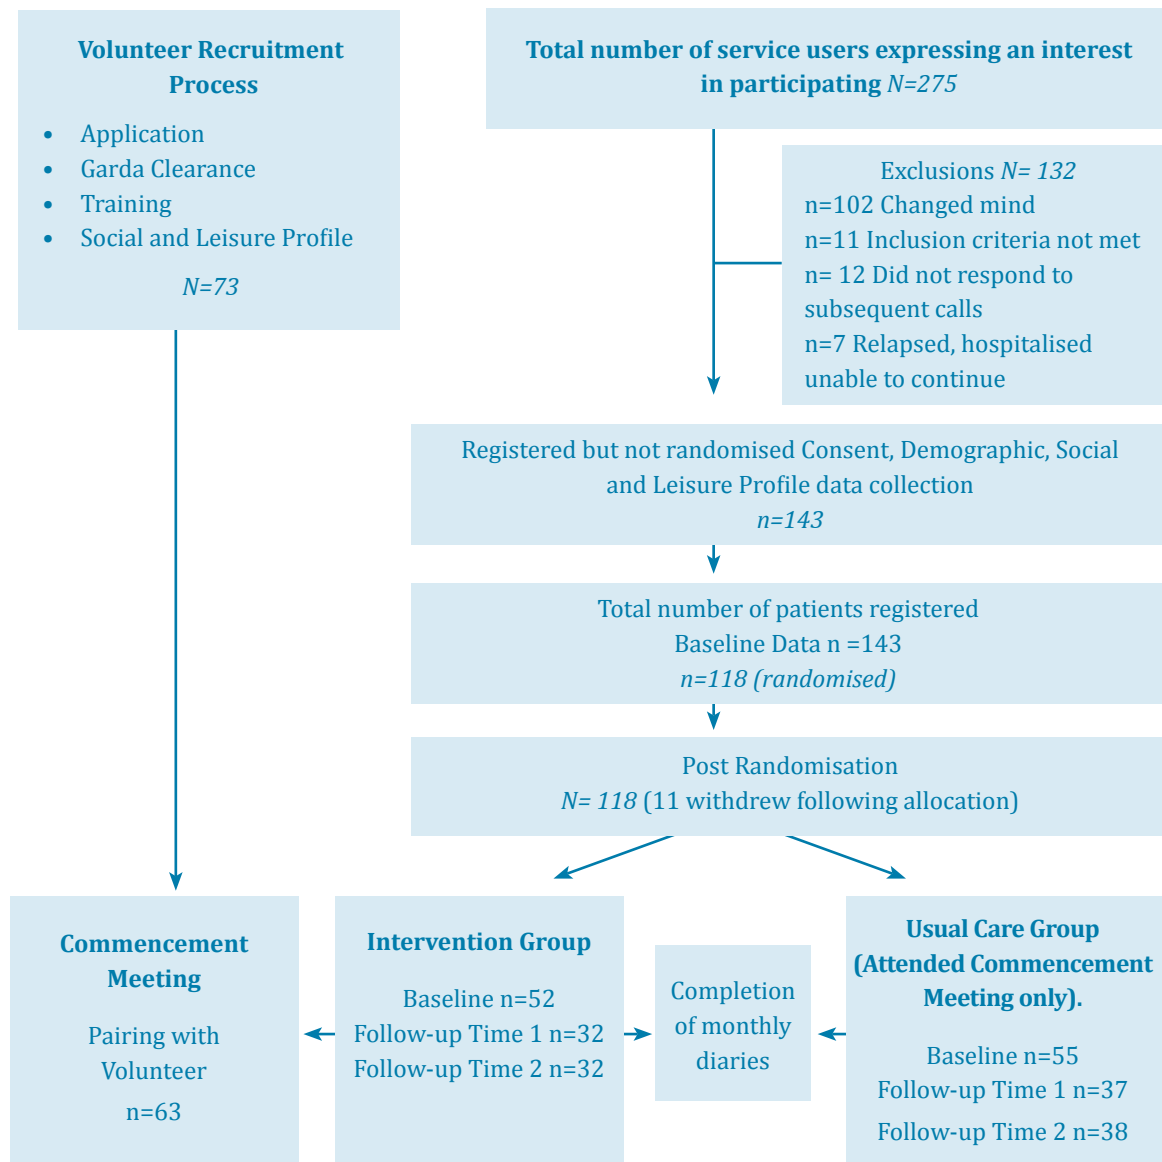 Volunteer Recruitment
Process
• Application
• Garda Clearance
• Training
• Social and Leisure Profile
N=73
Total number of service users expressing an interest
in participating N=275
Exclusions N= 132
n=102 Changed mind
n=11 Inclusion criteria not met
n= 12 Did not respond to
subsequent calls
n=7 Relapsed, hospitalised
unable to continue
Registered but not randomised Consent, Demographic, Social
and Leisure Profile data collection
n=143
Total number of patients registered
Baseline Data n =143
n=118 (randomised)
Post Randomisation
N= 118 (11 withdrew following allocation)
Commencement
Meeting
Pairing with
Volunteer
n=63
Intervention Group
Baseline n=52
Follow-up Time 1 n=32
Follow-up Time 2 n=32
Completion
of monthly
diaries
Usual Care Group
(Attended Commencement
Meeting only).
Baseline n=55
Follow-up Time 1 n=37
Follow-up Time 2 n=38